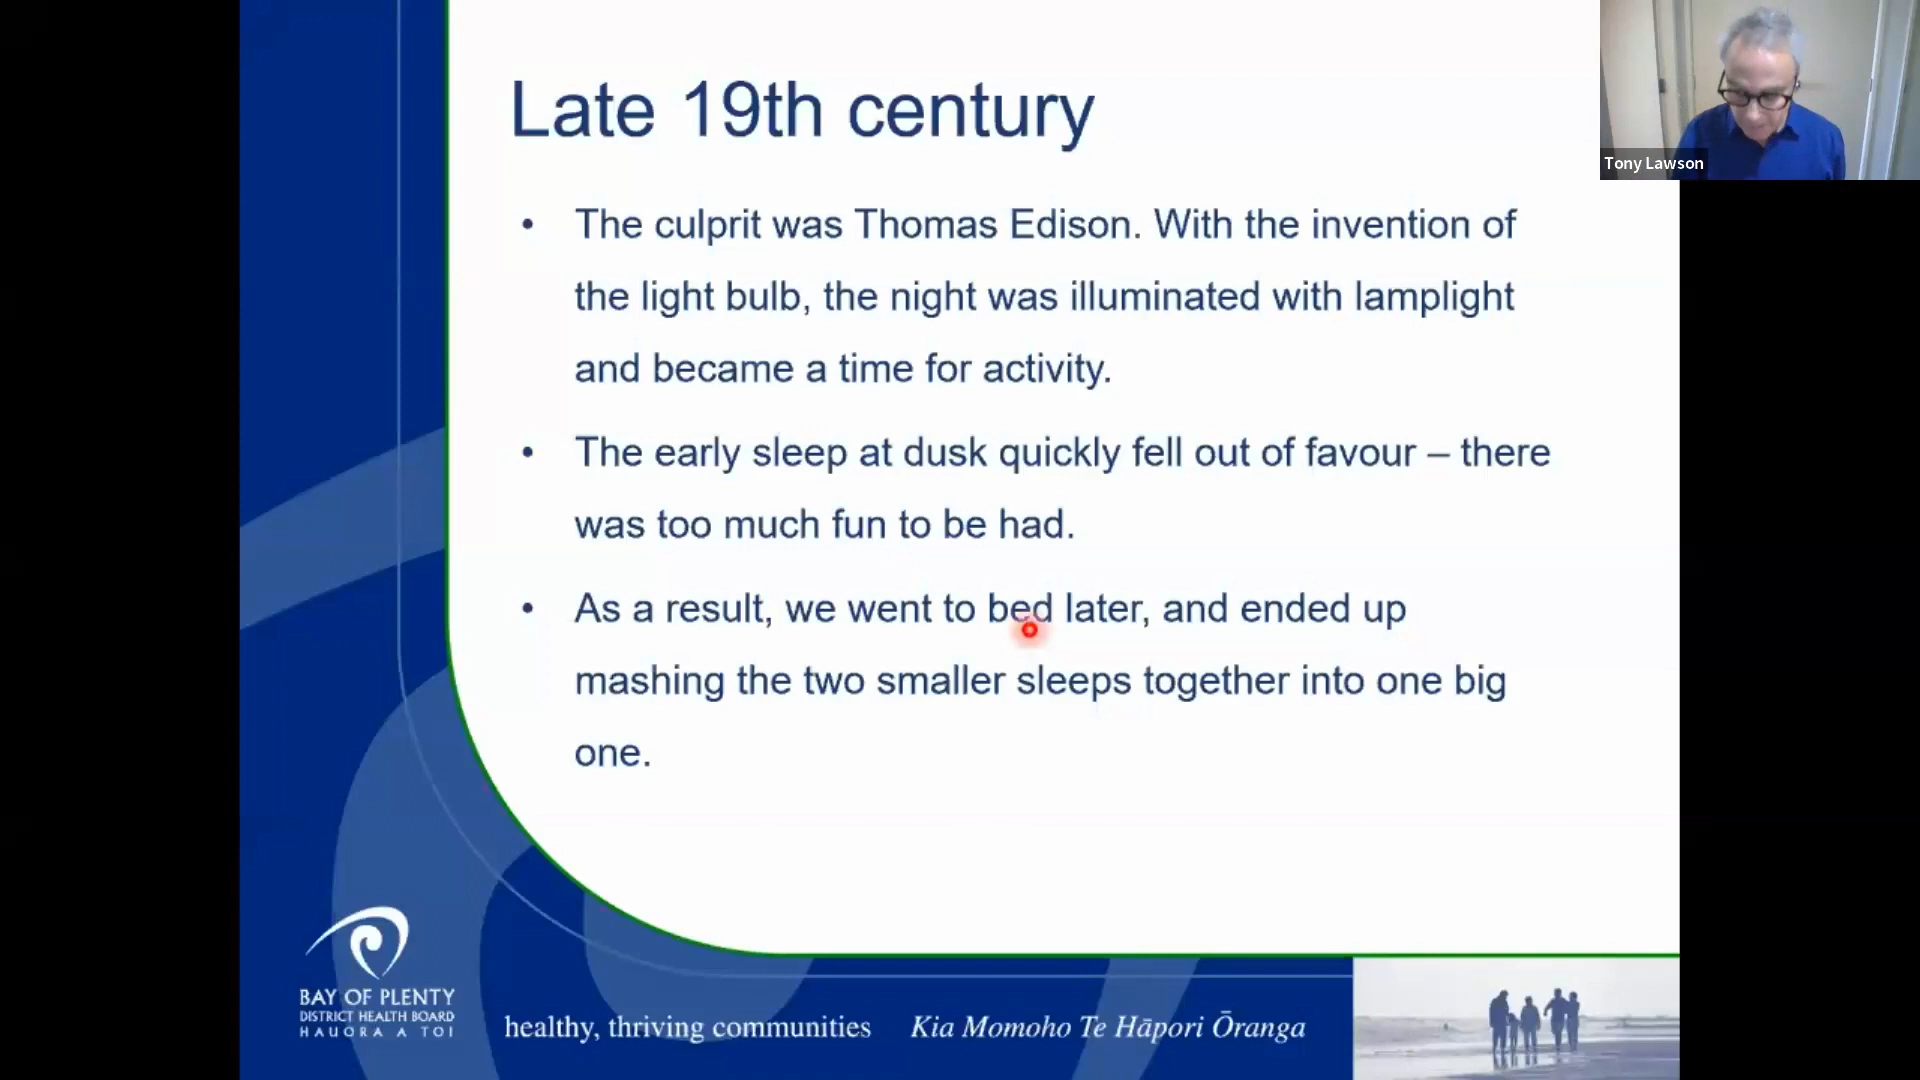 Late 19th century
• The culprit was Thomas Edison. With the invention of
the light bulb, the night was illuminated with lamplight
and became a time for activity.
• The early sleep at dusk quickly fell out of favour – there
was too much fun to be had.
• As a result, we went to bed later, and ended up
mashing the two smaller sleeps together into one big
one.
Tony Lawson
BAY OF PLENTY
DISTRICT HEALTH BOARD
HAUORA A TOI
healthy, thriving communities Kia Momoho Te Hāpori Ōranga